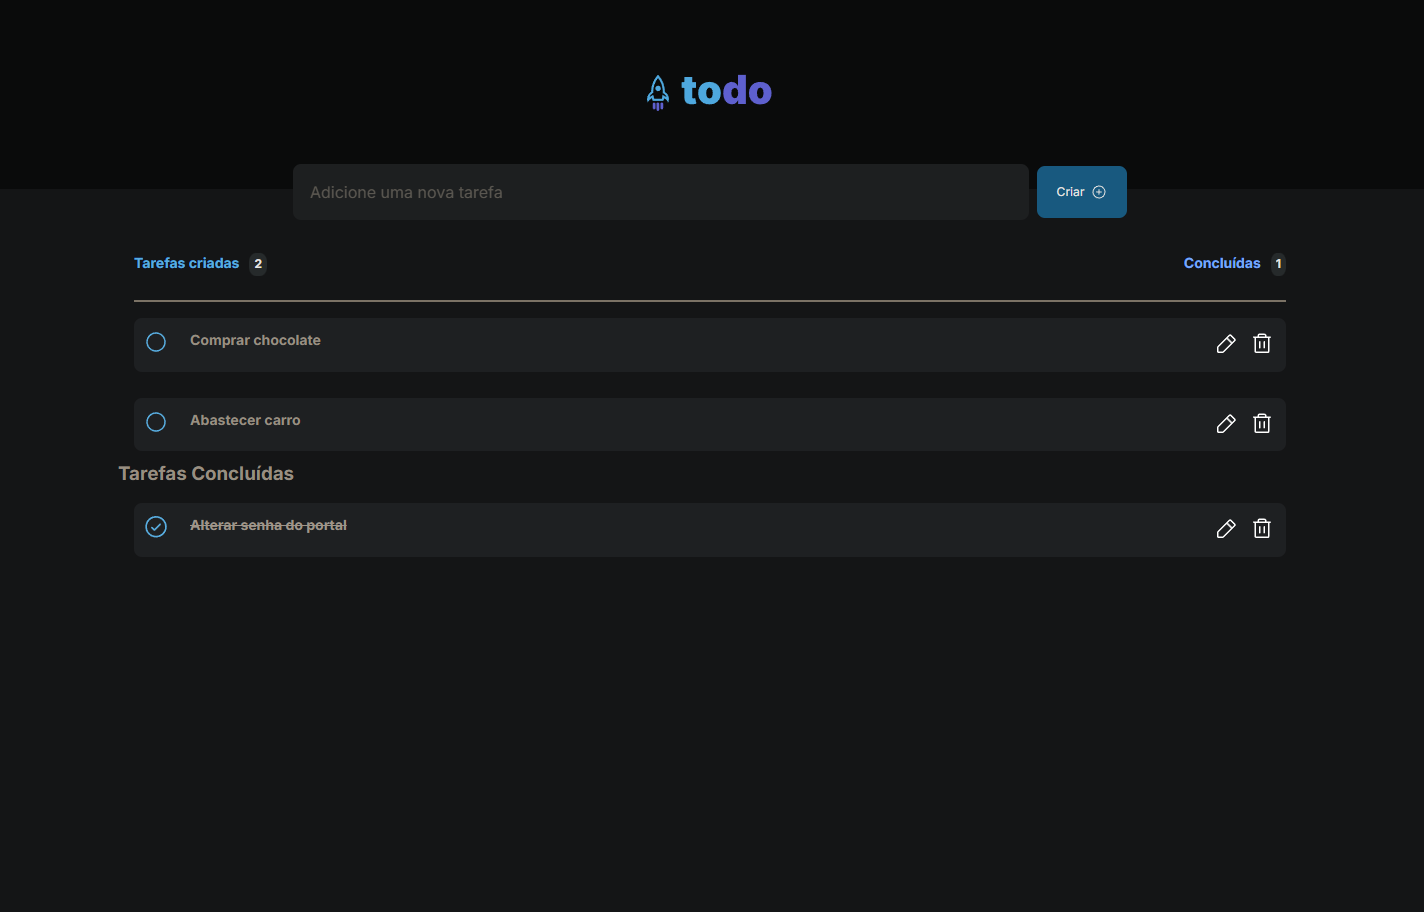 todo
Adicione uma nova tarefa
Criar
Tarefas criadas 2
Concluídas 1
Comprar chocolate
Abastecer carro
Tarefas Concluídas
Alterar senha do portal